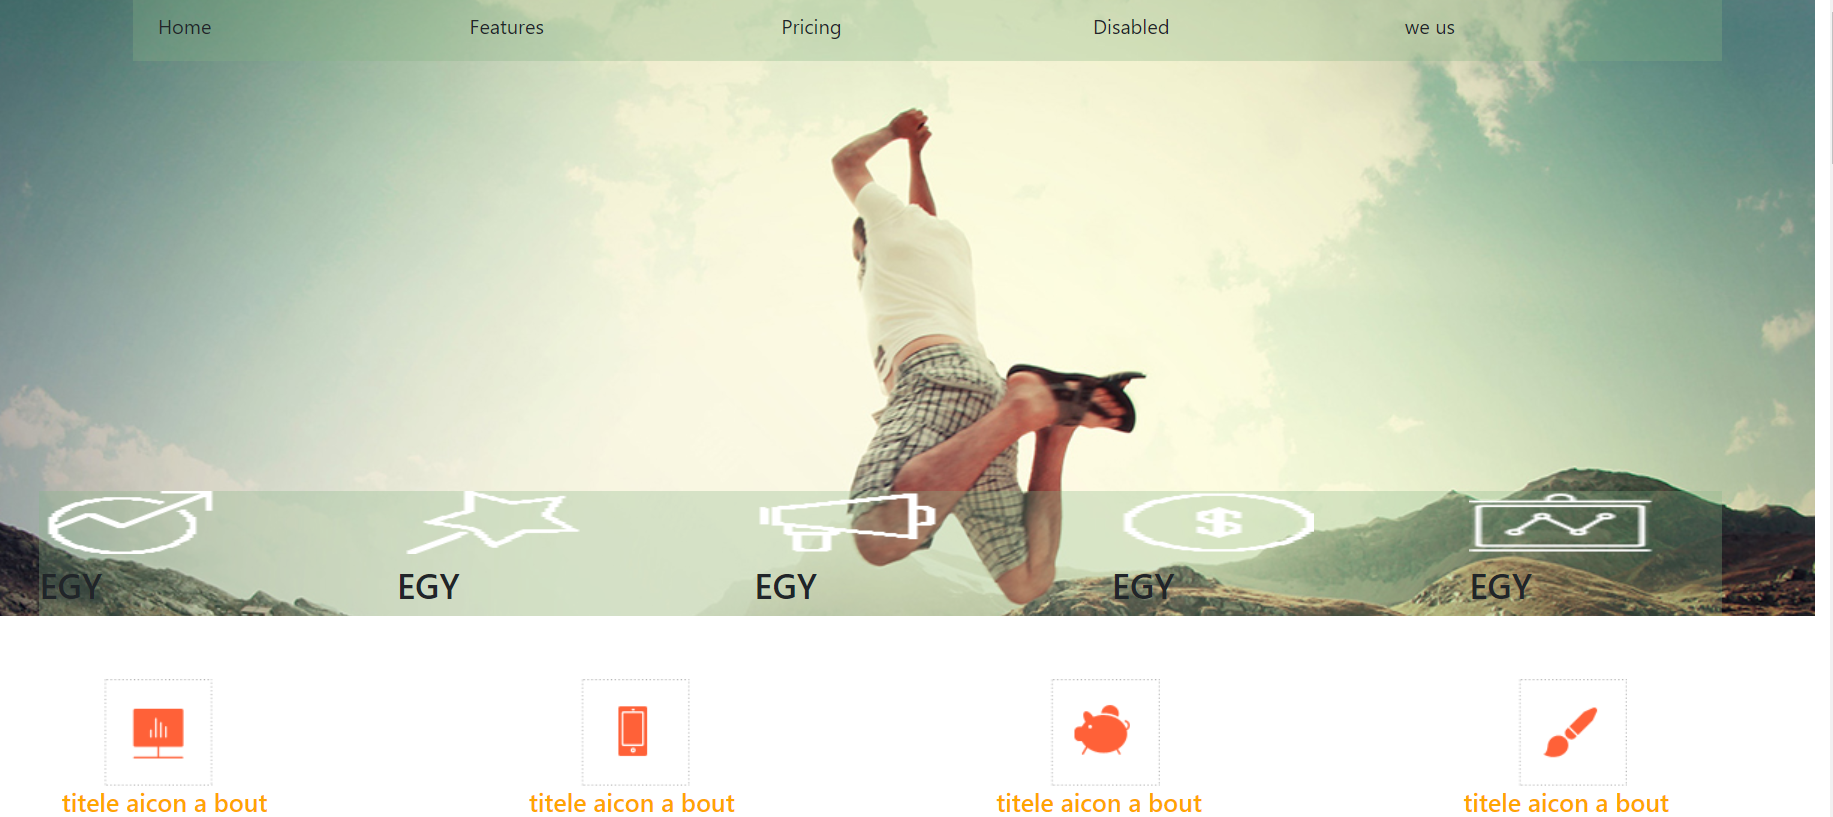 Home Features Pricing Disabled we us
EGY EGY EGY EGY EGY
titele aicon a bout titele aicon a bout titele aicon a bout titele aicon a bout